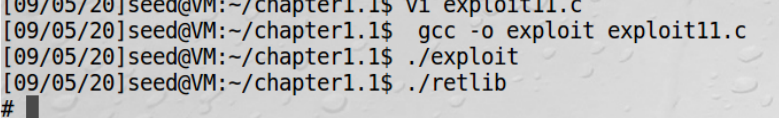 [09/05/20]seed@VM:~/chapter1.1$ vi exploit11.c
[09/05/20]seed@VM:~/chapter1.1$  gcc -o exploit exploit11.c
[09/05/20]seed@VM:~/chapter1.1$ ./exploit
[09/05/20]seed@VM:~/chapter1.1$ ./retlib
#